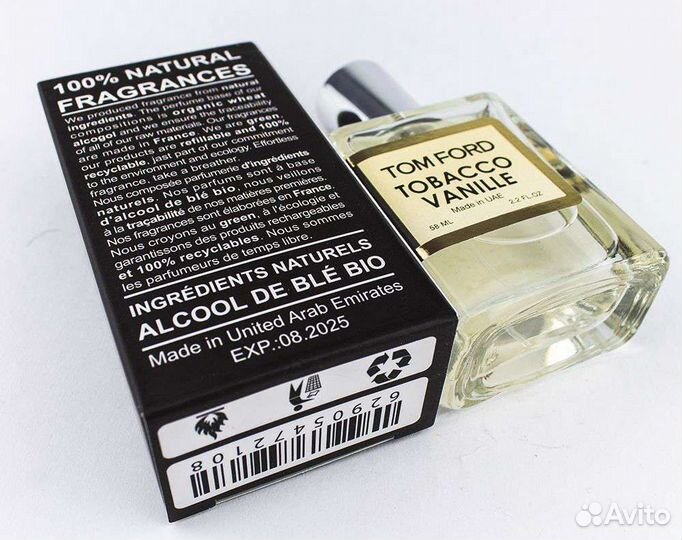 100% NATURAL
FRAGRANCES
We produced fragrance from natural
ingredients. The perfume base of our
compositions is organic wheat
alcogol and we ensure the traceability
of all of our raw materials. Our fragrances
are made in France. We are green,
our products are refillable and 100%
recyclable, jast part of our commitment
to the environment and ecology. Effortless
fragrance, take a breather.
Nous composée parfumerie d'ingrédients
naturels. Nos parfums sont à base
d'alcool de blé bio, nous veillons
à la traçabilité de nos matières premières.
Nos fragrances sont élaborées en France.
Nous croyons au green, à l'écologie et
garantissons des produits rechargeables
et 100% recyclables. Nous sommes
les parfumeurs de temps libre.
INGRÉDIENTS NATURELS
ALCOOL DE BLÉ BIO
Made in United Arab Emirates
EXP.:08.2025
62905472108
TOM FORD
TOBACCO
VANILLE
Made in UAE
58 ML
2.2 FL.OZ
Avito